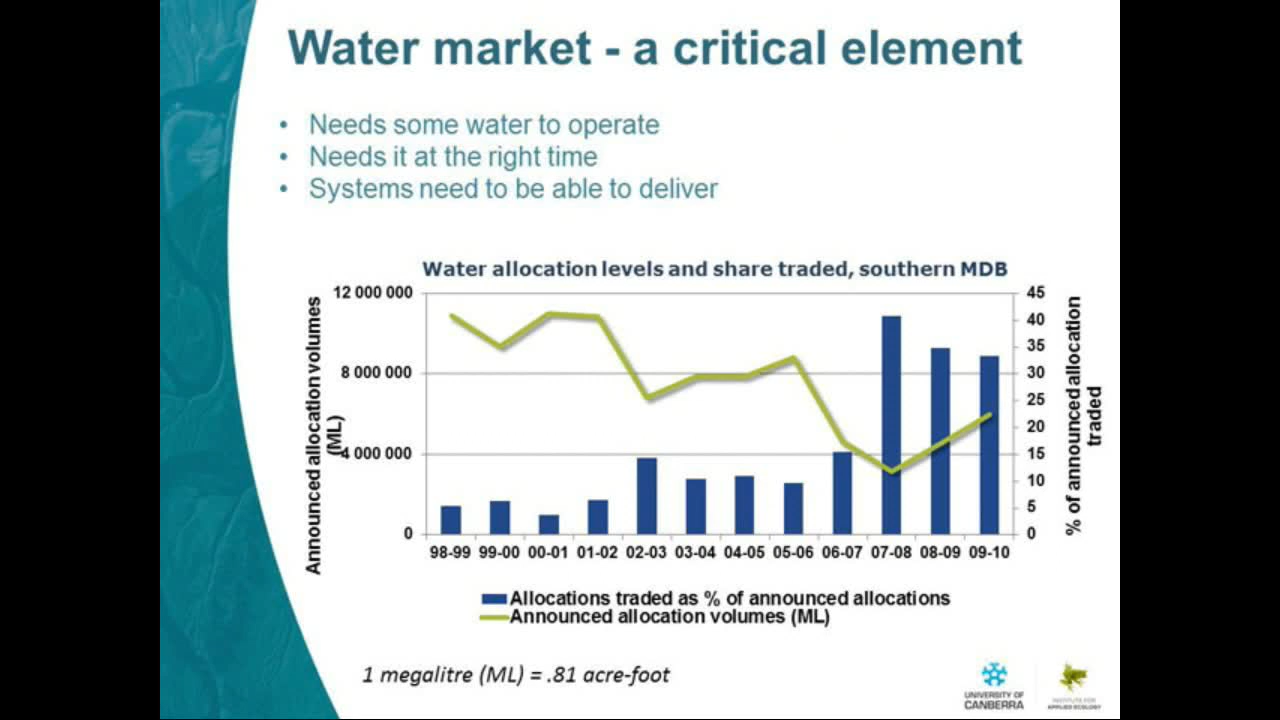 Water market - a critical element
• Needs some water to operate
• Needs it at the right time
• Systems need to be able to deliver
Water allocation levels and share traded, southern MDB
Announced allocation volumes
(ML)
12 000 000
8 000 000
4 000 000
0
45
40
35
30
25
20
15
10
5
0
% of announced allocation
traded
98-99 99-00 00-01 01-02 02-03 03-04 04-05 05-06 06-07 07-08 08-09 09-10
Allocations traded as % of announced allocations
Announced allocation volumes (ML)
1 megalitre (ML) = .81 acre-foot
UNIVERSITY OF
CANBERRA
INSTITUTE FOR
APPLIED ECOLOGY